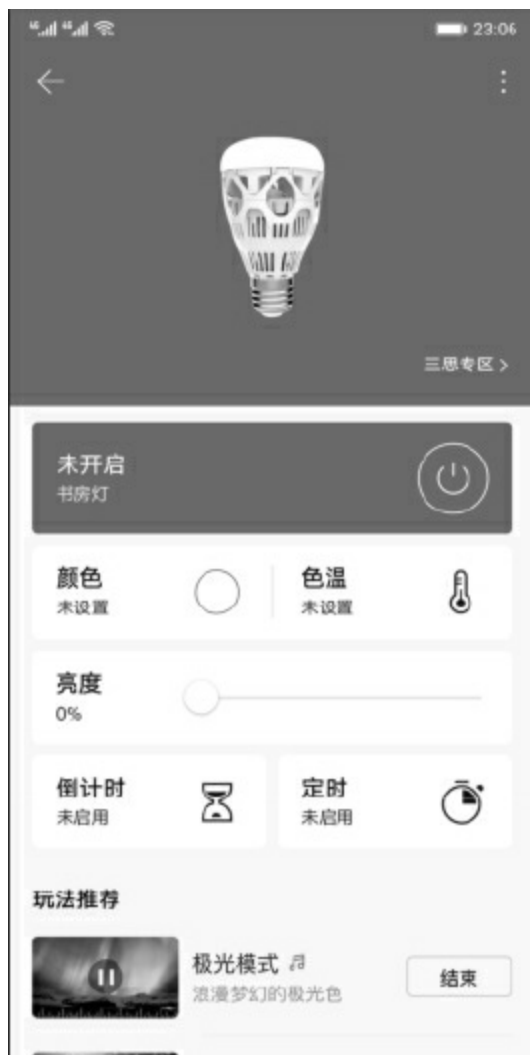 23:06
三思专区 >
未开启
书房灯
颜色
未设置
色温
未设置
亮度
0%
倒计时
未启用
定时
未启用
玩法推荐
极光模式
浪漫梦幻的极光色
结束